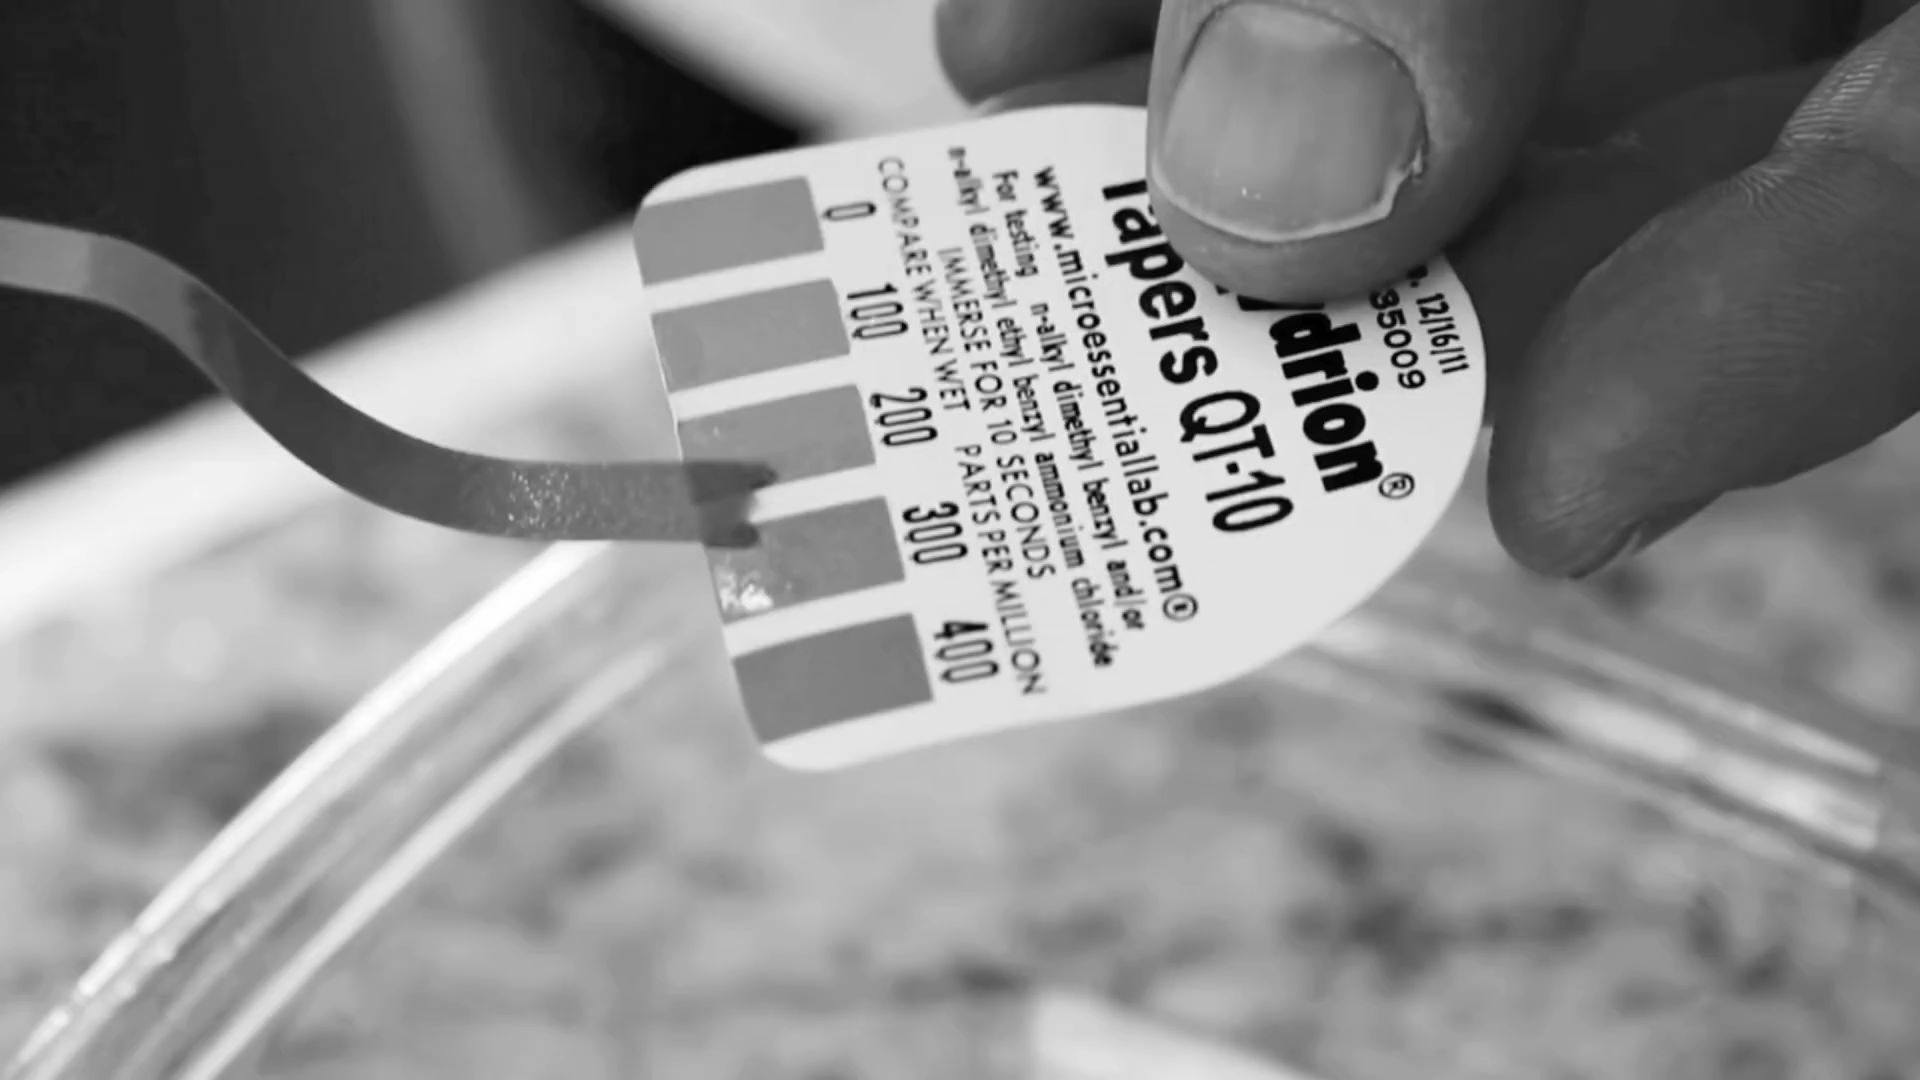 . 12/16/11
95009
drion®
apers QT-10
www.microessentiallab.com®
For testing n-alkyl dimethyl benzyl and/or
n-alkyl dimethyl ethyl benzyl ammonium chloride
IMMERSE FOR 10 SECONDS
COMPARE WHEN WET PARTS PER MILLION
0 100 200 300 400